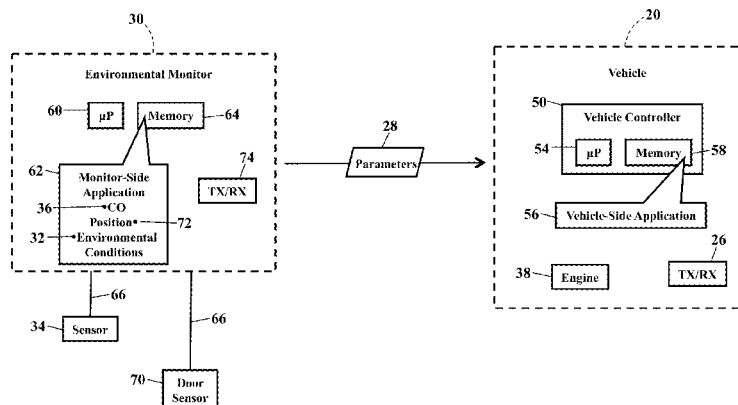 30
20
Environmental Monitor
Vehicle
60
µP
Memory
64
50
Vehicle Controller
28
54
µP
Memory
58
62
Monitor-Side
Application
74
TX/RX
Parameters
36
•CO
Position•
72
32
•Environmental
Conditions
56
Vehicle-Side Application
26
38
Engine
TX/RX
66
66
34
Sensor
70
Door
Sensor